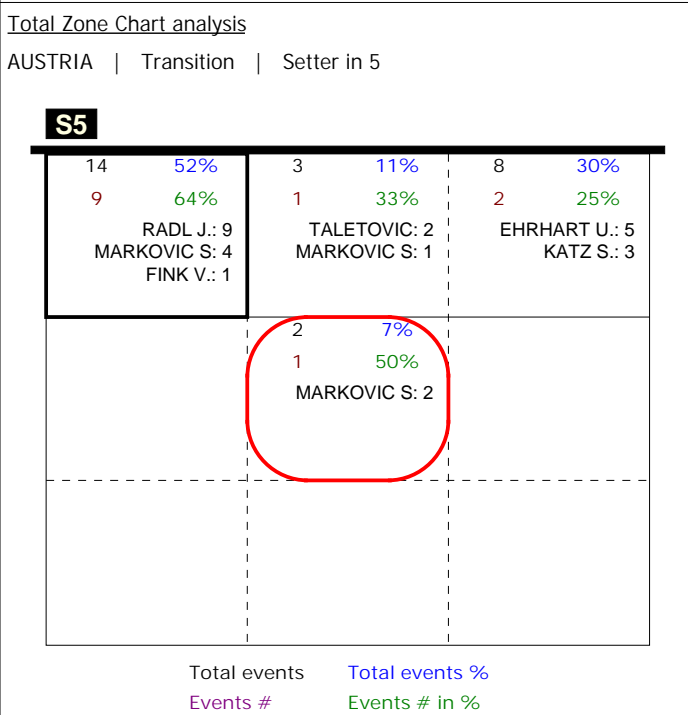 Total Zone Chart analysis
AUSTRIA | Transition | Setter in 5
S5
14 52% 3 11% 8 30%
9 64% 1 33% 2 25%
RADL J.: 9 TALETOVIC: 2 EHRHART U.: 5
MARKOVIC S: 4 MARKOVIC S: 1 KATZ S.: 3
FINK V.: 1
2 7%
1 50%
MARKOVIC S: 2
Total events Total events %
Events # Events # in %